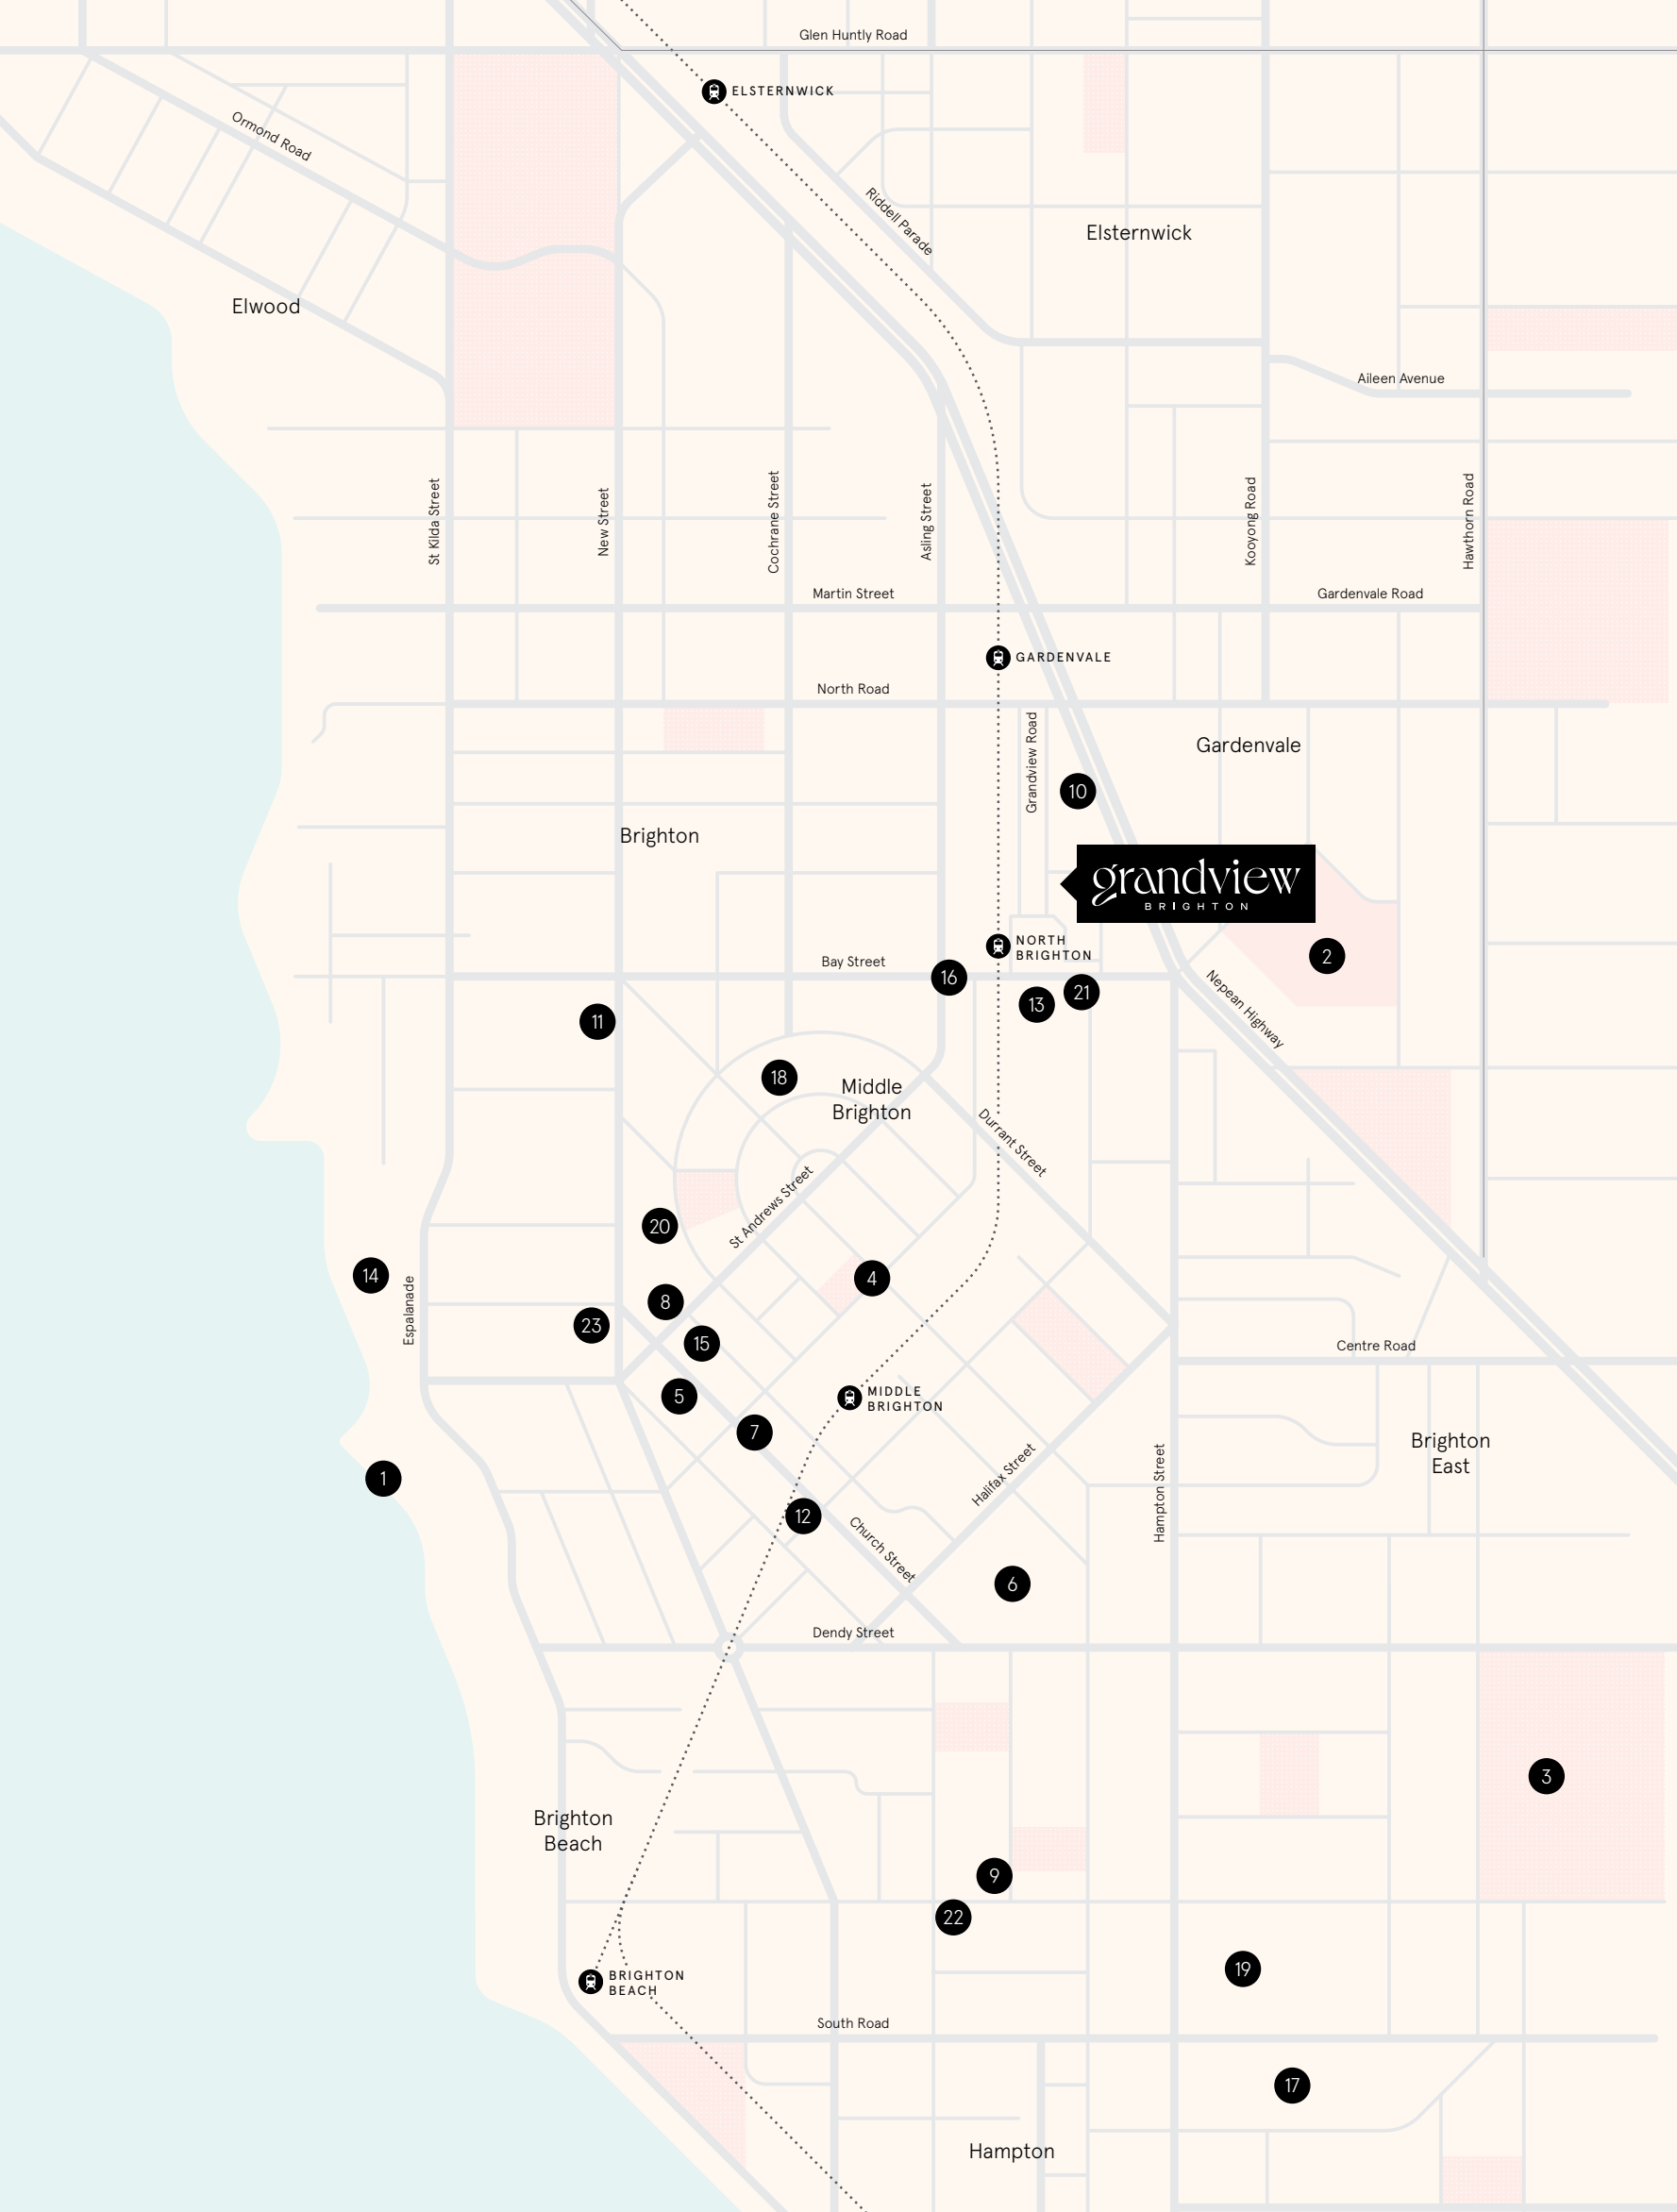 Glen Huntly Road
ELSTERNWICK
Ormond Road
Riddell Parade
Elsternwick
Elwood
Aileen Avenue
St Kilda Street
New Street
Cochrane Street
Asling Street
Kooyong Road
Hawthorn Road
Martin Street
Gardenvale Road
GARDENVALE
North Road
Grandview Road
Gardenvale
10
Brighton
grandview
BRIGHTON
NORTH
BRIGHTON
2
Bay Street
16
21
13
Nepean Highway
11
18
Middle
Brighton
Durrant Street
St Andrews Street
20
14
4
Espalanade
8
23
15
Centre Road
5
MIDDLE
BRIGHTON
7
Brighton
East
1
Halifax Street
Hampton Street
12
Church Street
6
Dendy Street
3
Brighton
Beach
9
22
19
BRIGHTON
BEACH
South Road
17
Hampton